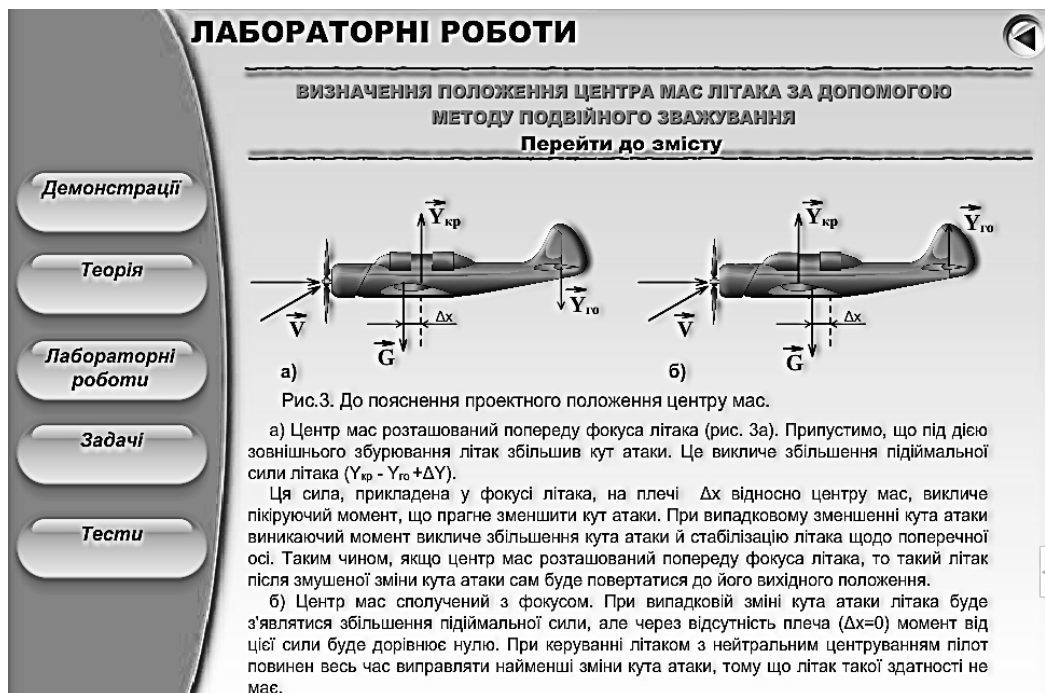 ЛАБОРАТОРНІ РОБОТИ
ВИЗНАЧЕННЯ ПОЛОЖЕННЯ ЦЕНТРА МАС ЛІТАКА ЗА ДОПОМОГОЮ
МЕТОДУ ПОДВІЙНОГО ЗВАЖУВАННЯ
Перейти до змісту
Демонстрації
Теорія
Лабораторні
роботи
Задачі
Тести
Yкр
Yго
V
G
Δx
а)
Yкр
Yго
V
G
Δx
б)
Рис.3. До пояснення проектного положення центру мас.
а) Центр мас розташований попереду фокуса літака (рис. 3а). Припустимо, що під дією
зовнішнього збурювання літак збільшив кут атаки. Це викличе збільшення підіймальної
сили літака (Yкр - Yго +ΔY).
Ця сила, прикладена у фокусі літака, на плечі Δx відносно центру мас, викличе
пікіруючий момент, що прагне зменшити кут атаки. При випадковому зменшенні кута атаки
виникаючий момент викличе збільшення кута атаки й стабілізацію літака щодо поперечної
осі. Таким чином, якщо центр мас розташований попереду фокуса літака, то такий літак
після змушеної зміни кута атаки сам буде повертатися до його вихідного положення.
б) Центр мас сполучений з фокусом. При випадковій зміні кута атаки літака буде
з'являтися збільшення підіймальної сили, але через відсутність плеча (Δx=0) момент від
цієї сили буде дорівнює нулю. При керуванні літаком з нейтральним центруванням пілот
повинен весь час виправляти найменші зміни кута атаки, тому що літак такої здатності не
має.